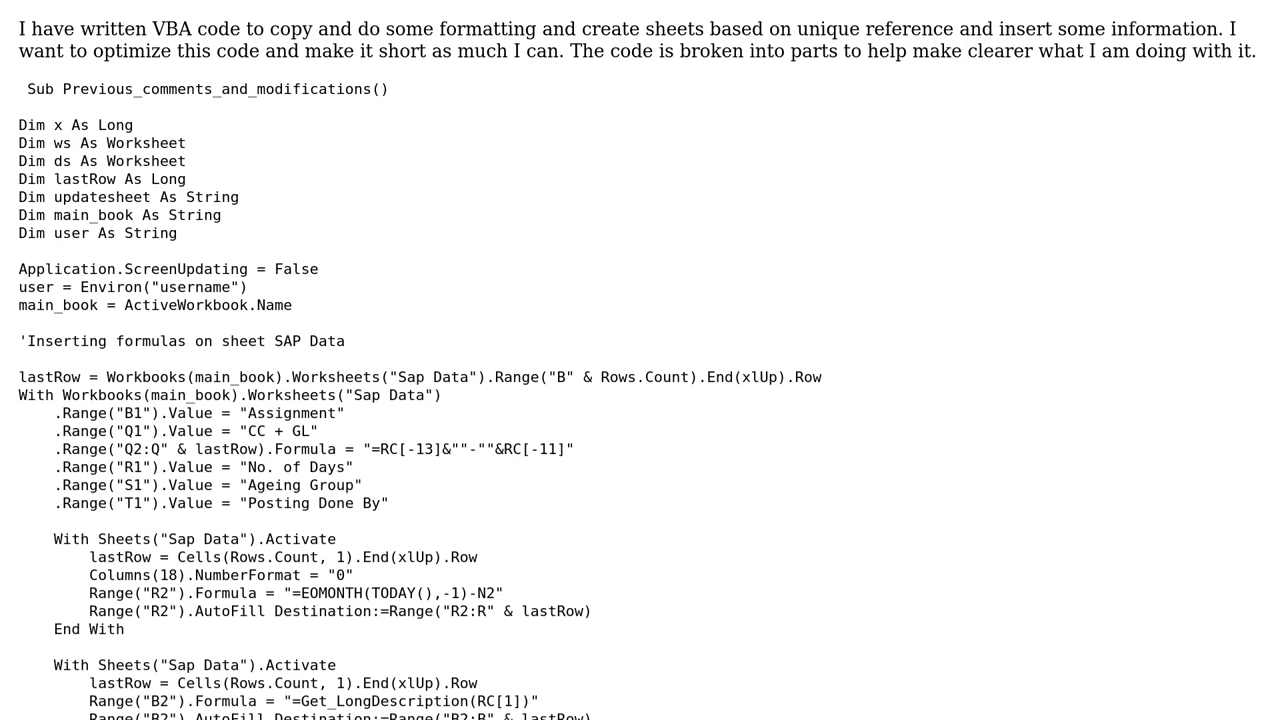 I have written VBA code to copy and do some formatting and create sheets based on unique reference and insert some information. I
want to optimize this code and make it short as much I can. The code is broken into parts to help make clearer what I am doing with it.
Sub Previous_comments_and_modifications()
Dim x As Long
Dim ws As Worksheet
Dim ds As Worksheet
Dim lastRow As Long
Dim updatesheet As String
Dim main_book As String
Dim user As String
Application.ScreenUpdating = False
user = Environ("username")
main_book = ActiveWorkbook.Name
'Inserting formulas on sheet SAP Data
lastRow = Workbooks(main_book).Worksheets("Sap Data").Range("B" & Rows.Count).End(xlUp).Row
With Workbooks(main_book).Worksheets("Sap Data")
    .Range("B1").Value = "Assignment"
    .Range("Q1").Value = "CC + GL"
    .Range("Q2:Q" & lastRow).Formula = "=RC[-13]&""-""&RC[-11]"
    .Range("R1").Value = "No. of Days"
    .Range("S1").Value = "Ageing Group"
    .Range("T1").Value = "Posting Done By"
    With Sheets("Sap Data").Activate
        lastRow = Cells(Rows.Count, 1).End(xlUp).Row
        Columns(18).NumberFormat = "0"
        Range("R2").Formula = "=EOMONTH(TODAY(),-1)-N2"
        Range("R2").AutoFill Destination:=Range("R2:R" & lastRow)
    End With
    With Sheets("Sap Data").Activate
        lastRow = Cells(Rows.Count, 1).End(xlUp).Row
        Range("B2").Formula = "=Get_LongDescription(RC[1])"
        Range("B2").AutoFill Destination:=Range("B2:B" & lastRow)